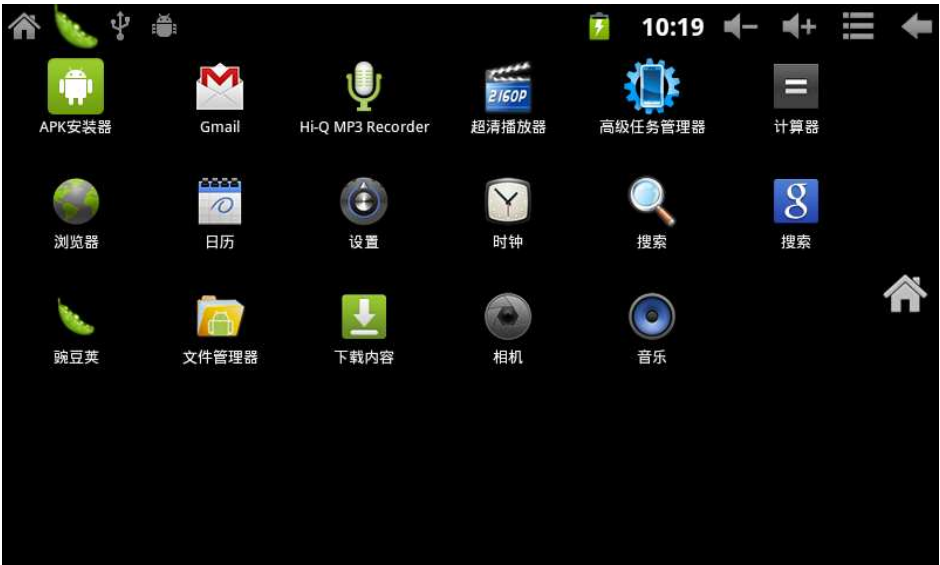 10:19
APK安装器
Gmail
Hi-Q MP3 Recorder
2160P
超清播放器
高级任务管理器
计算器
浏览器
日历
设置
时钟
g
搜索
搜索
豌豆荚
文件管理器
下载内容
相机
音乐